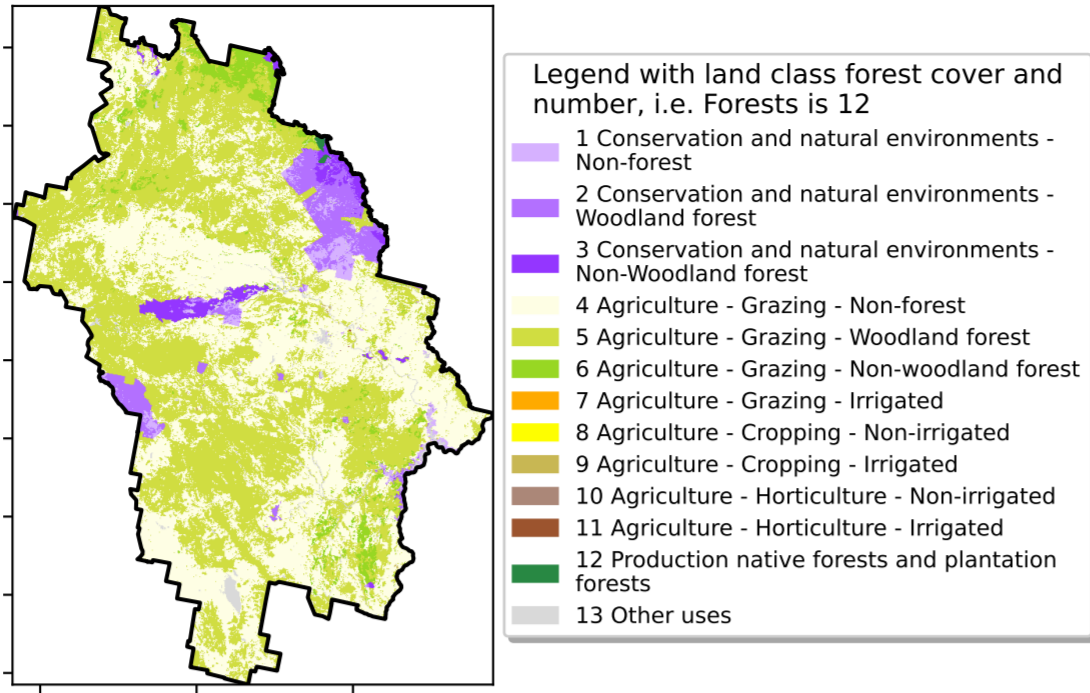 Legend with land class forest cover and
number, i.e. Forests is 12
1 Conservation and natural environments -
Non-forest
2 Conservation and natural environments -
Woodland forest
3 Conservation and natural environments -
Non-Woodland forest
4 Agriculture - Grazing - Non-forest
5 Agriculture - Grazing - Woodland forest
6 Agriculture - Grazing - Non-woodland forest
7 Agriculture - Grazing - Irrigated
8 Agriculture - Cropping - Non-irrigated
9 Agriculture - Cropping - Irrigated
10 Agriculture - Horticulture - Non-irrigated
11 Agriculture - Horticulture - Irrigated
12 Production native forests and plantation
forests
13 Other uses